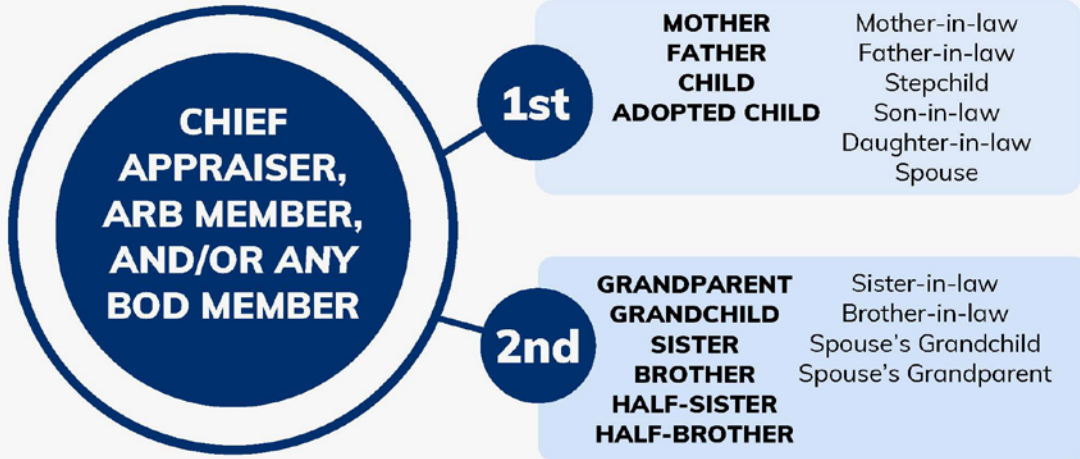 CHIEF
APPRAISER,
ARB MEMBER,
AND/OR ANY
BOD MEMBER
1st
MOTHER
FATHER
CHILD
ADOPTED CHILD
Mother-in-law
Father-in-law
Stepchild
Son-in-law
Daughter-in-law
Spouse
2nd
GRANDPARENT
GRANDCHILD
SISTER
BROTHER
HALF-SISTER
HALF-BROTHER
Sister-in-law
Brother-in-law
Spouse's Grandchild
Spouse's Grandparent